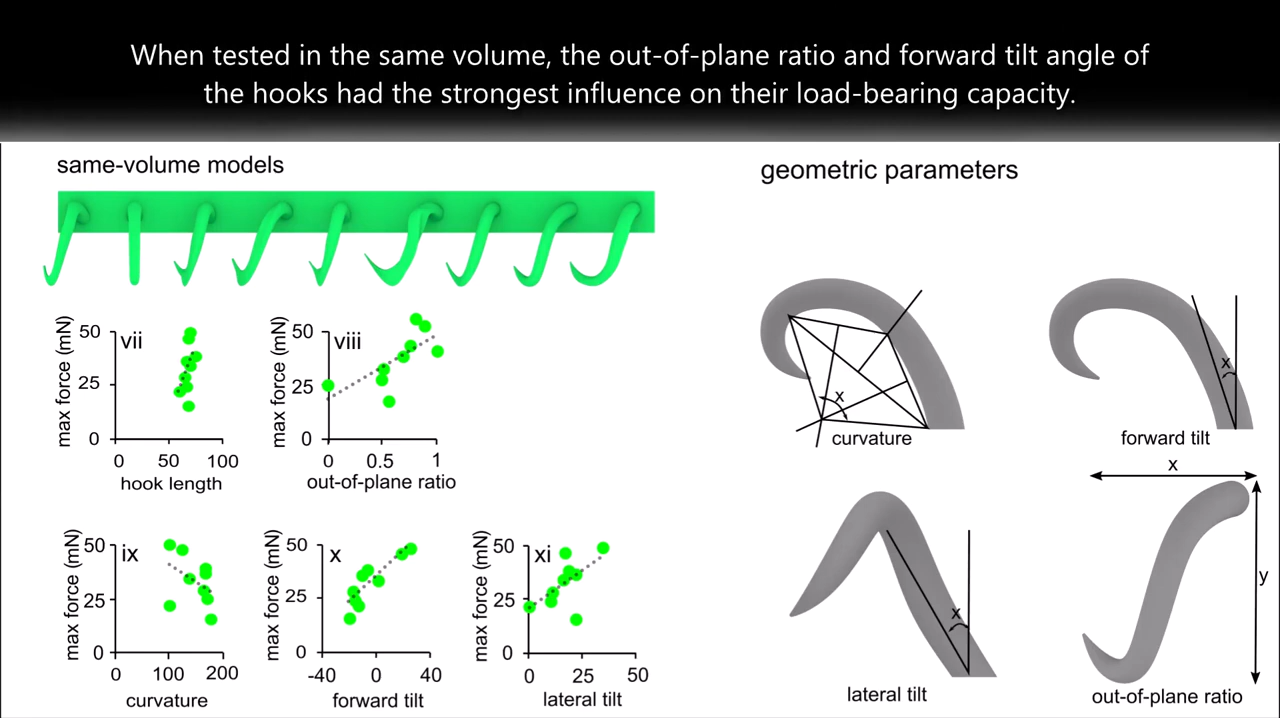 When tested in the same volume, the out-of-plane ratio and forward tilt angle of
the hooks had the strongest influence on their load-bearing capacity.
same-volume models
geometric parameters
max force (mN)
50
25
0
vii
0 50 100
hook length
max force (mN)
50
25
0
viii
0 0.5 1
out-of-plane ratio
max force (mN)
50
25
0
ix
0 100 200
curvature
max force (mN)
50
25
0
x
-40 0 40
forward tilt
max force (mN)
50
25
0
xi
0 25 50
lateral tilt
x
curvature
x
forward tilt
x
lateral tilt
x
y
out-of-plane ratio